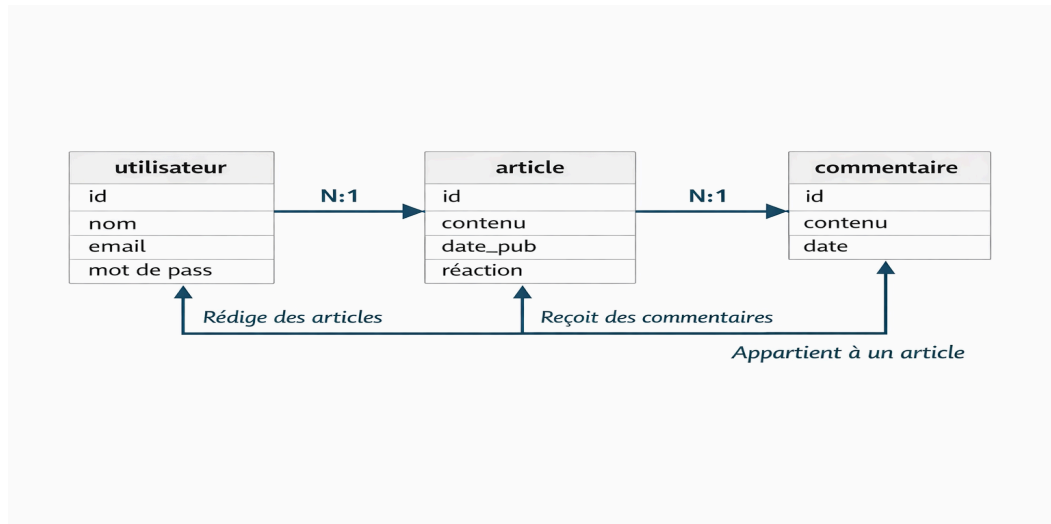 utilisateur
id
nom
email
mot de pass
N:1
article
id
contenu
date_pub
réaction
N:1
commentaire
id
contenu
date
Rédige des articles
Reçoit des commentaires
Appartient à un article